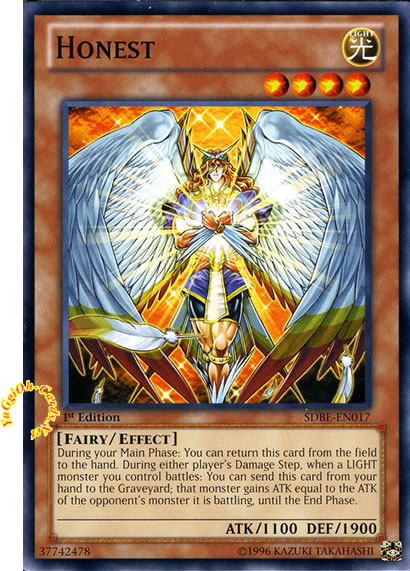 HONEST
LIGHT
光
YuGgiOh-Cards.Net
1st Edition
SDBE-EN017
[FAIRY/EFFECT]
During your Main Phase: You can return this card from the field
to the hand. During either player's Damage Step, when a LIGHT
monster you control battles: You can send this card from your
hand to the Graveyard; that monster gains ATK equal to the ATK
of the opponent's monster it is battling, until the End Phase.
ATK/1100 DEF/1900
37742478
©1996 KAZUKI TAKAHASHI